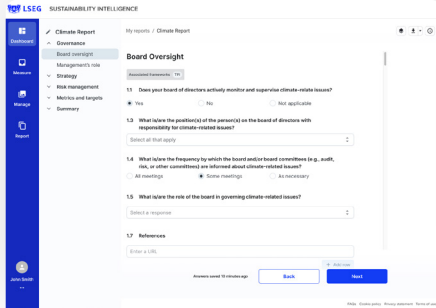 LSEG SUSTAINABILITY INTELLIGENCE
Dashboard
Measure
Manage
Report
John Smith
Climate Report
Governance
Board oversight
Management's role
Strategy
Risk management
Metrics and targets
Summary
My reports / Climate Report
Board Oversight
Associated frameworks
1.1 Does your board of directors actively monitor and supervise climate-related issues?
Yes No Not applicable
1.3 What is/are the position(s) of the person(s) on the board of directors with
responsibility for climate-related issues?
Select all that apply
1.4 What is/are the frequency by which the board and/or board committees (e.g., audit,
risk, or other committees) are informed about climate-related issues?
All meetings Some meetings As necessary
1.5 What is/are the role of the board in governing climate-related issues?
Select a response
1.7 References
Enter a URL
+ Add row
Answers saved 10 minutes ago
Back
Next
FAQs Cookies policy Privacy statement Terms of use